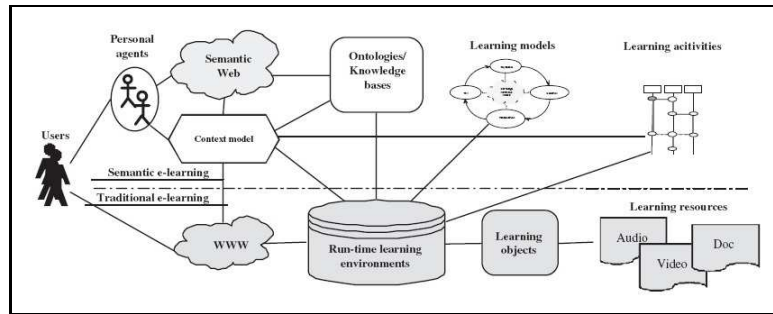 Personal
agents
Semantic
Web
Ontologies/
Knowledge
bases
Learning models
Learning acitivities
Users
Context model
Semantic e-learning
Traditional e-learning
WWW
Run-time learning
environments
Learning
objects
Learning resources
Audio
Video
Doc